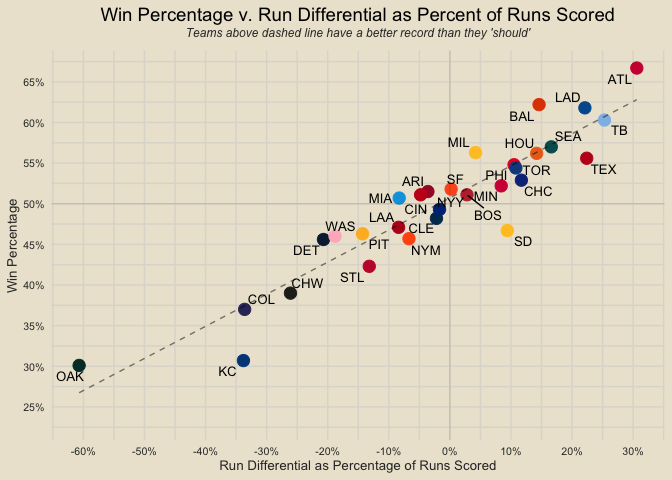 Win Percentage v. Run Differential as Percent of Runs Scored
Teams above dashed line have a better record than they 'should'
ATL
65%
LAD
BAL
60%
TB
SEA
MIL
HOU
55%
TEX
TOR
PHI
CHC
SF
ARI
MIA
MIN
50%
NYY
CIN
BOS
LAA
WAS
CLE
SD
45%
PIT
DET
NYM
STL
40%
CHW
COL
35%
KC
30%
OAK
25%
Win Percentage
-60%
-50%
-40%
-30%
-20%
-10%
0%
10%
20%
30%
Run Differential as Percentage of Runs Scored